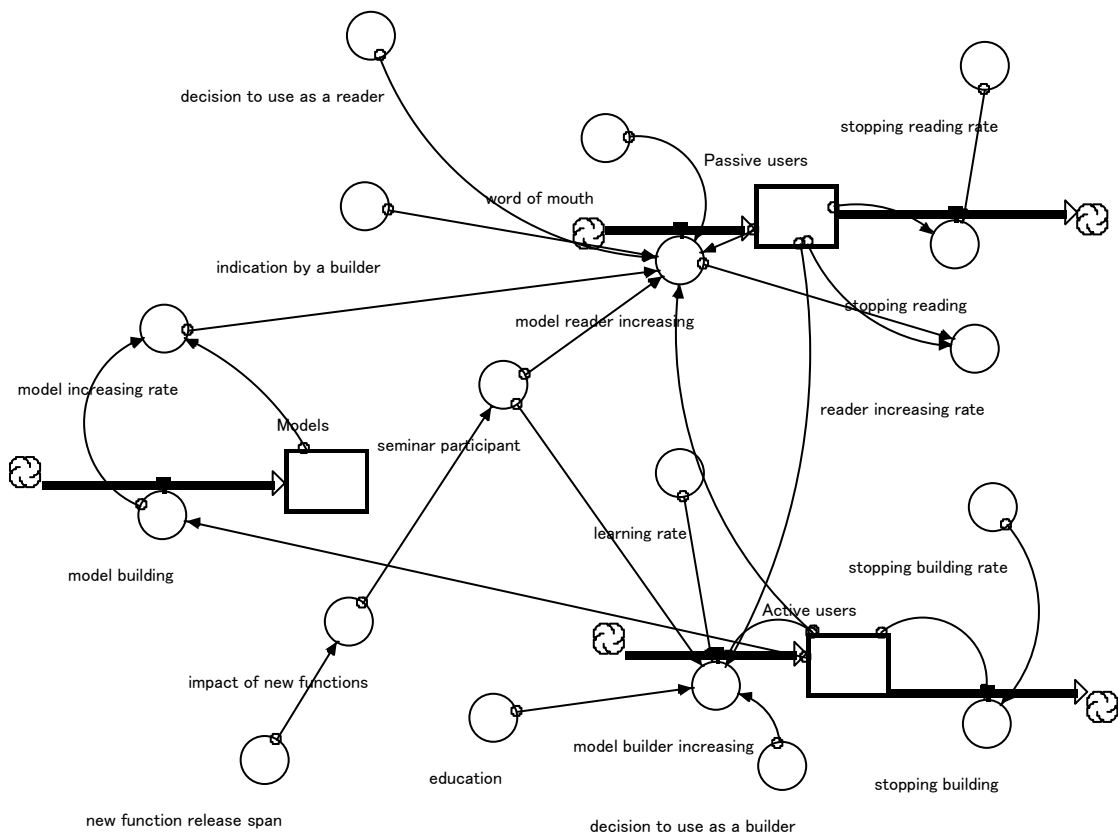 decision to use as a reader
stopping reading rate
Passive users
word of mouth
indication by a builder
stopping reading
model reader increasing
model increasing rate
reader increasing rate
Models
seminar participant
learning rate
stopping building rate
model building
Active users
impact of new functions
model builder increasing
education
stopping building
new function release span
decision to use as a builder